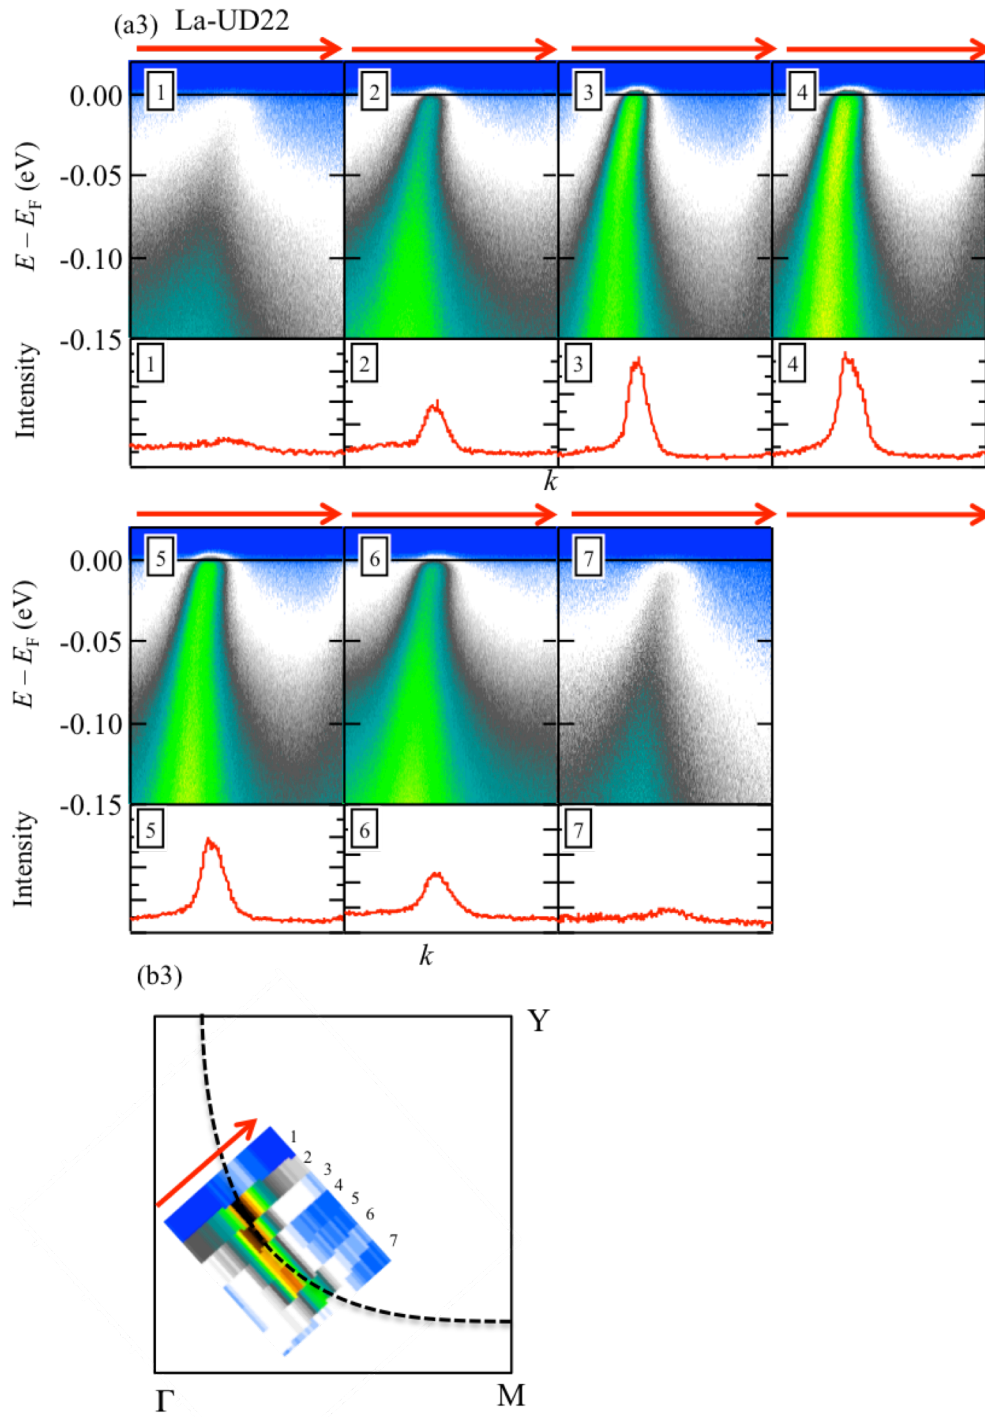 (a3) La-UD22
1 2 3 4
0.00
-0.05
-0.10
-0.15
E – E_F (eV)
1 2 3 4
Intensity
k
5 6 7
0.00
-0.05
-0.10
-0.15
E – E_F (eV)
5 6 7
Intensity
k
(b3)
Y
1
2
3
4
5
6
7
Γ M